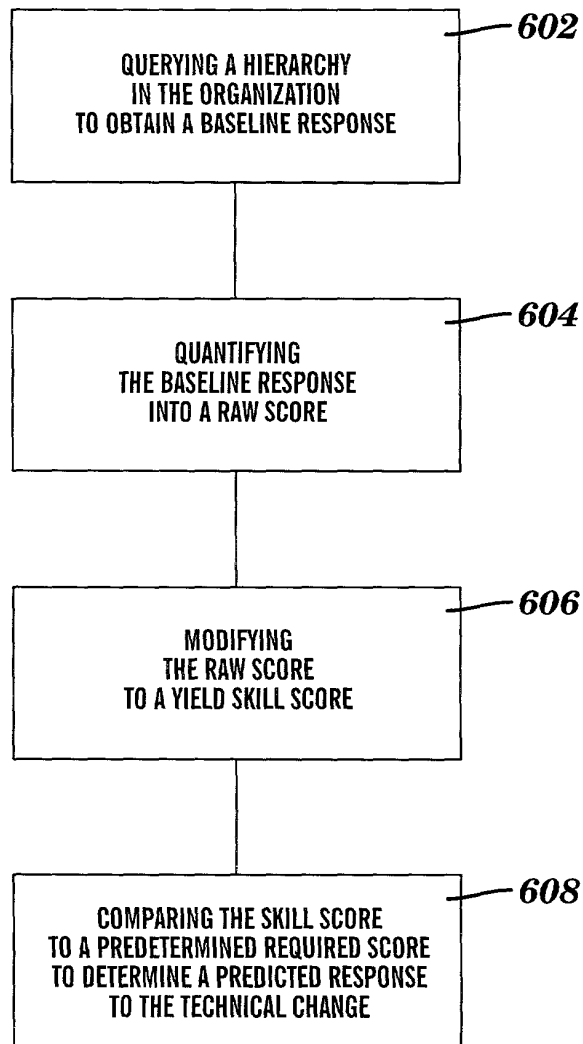 602
QUERYING A HIERARCHY
IN THE ORGANIZATION
TO OBTAIN A BASELINE RESPONSE
604
QUANTIFYING
THE BASELINE RESPONSE
INTO A RAW SCORE
606
MODIFYING
THE RAW SCORE
TO A YIELD SKILL SCORE
608
COMPARING THE SKILL SCORE
TO A PREDETERMINED REQUIRED SCORE
TO DETERMINE A PREDICTED RESPONSE
TO THE TECHNICAL CHANGE